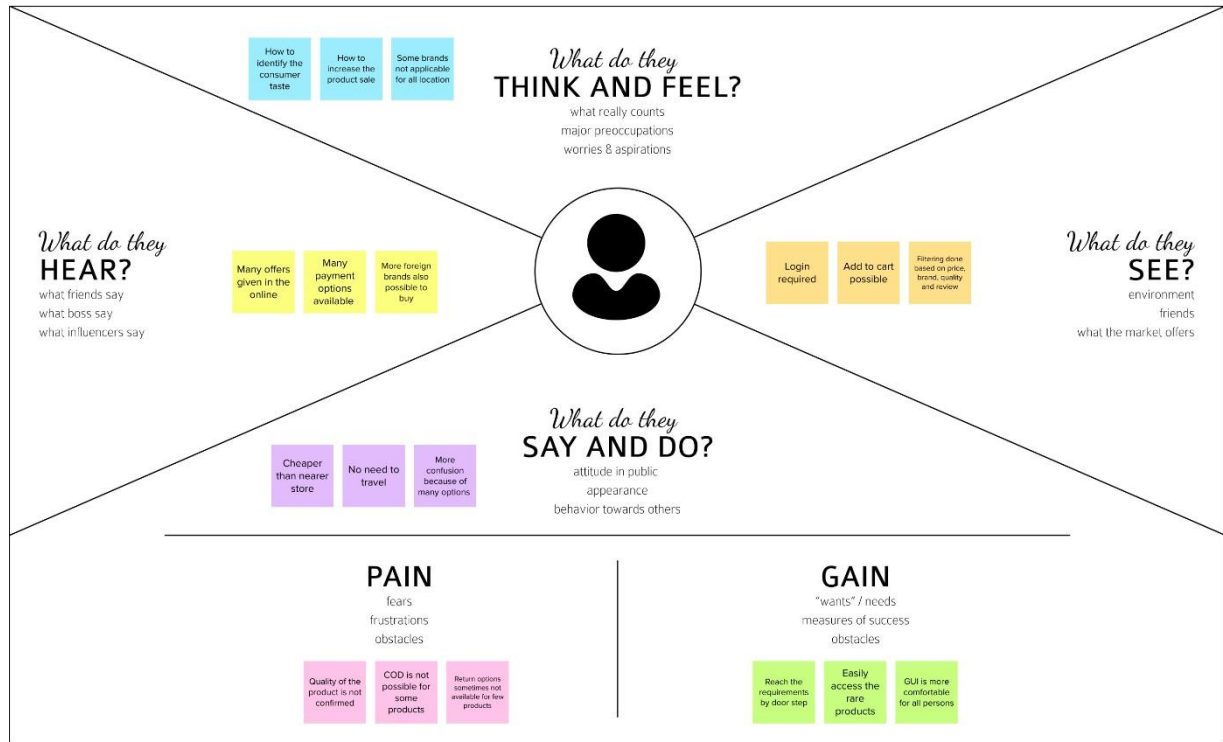 What do they
THINK AND FEEL?
what really counts
major preoccupations
worries & aspirations
How to
identify the
consumer
taste
How to
increase the
product sale
Some brands
not applicable
for all location
What do they
HEAR?
what friends say
what boss say
what influencers say
Many offers
given in the
online
Many
payment
options
available
More foreign
brands also
possible to
buy
Login
required
Add to cart
possible
Filtering done
based on price,
brand, quality
and review
What do they
SEE?
environment
friends
what the market offers
What do they
SAY AND DO?
attitude in public
appearance
behavior towards others
Cheaper
than nearer
store
No need to
travel
More
confusion
because of
many options
PAIN
fears
frustrations
obstacles
Quality of the
product is not
confirmed
COD is not
possible for
some
products
Return options
sometimes not
available for few
products
GAIN
"wants" / needs
measures of success
obstacles
Reach the
requirements
by door step
Easily
access the
rare
products
GUI is more
comfortable
for all persons